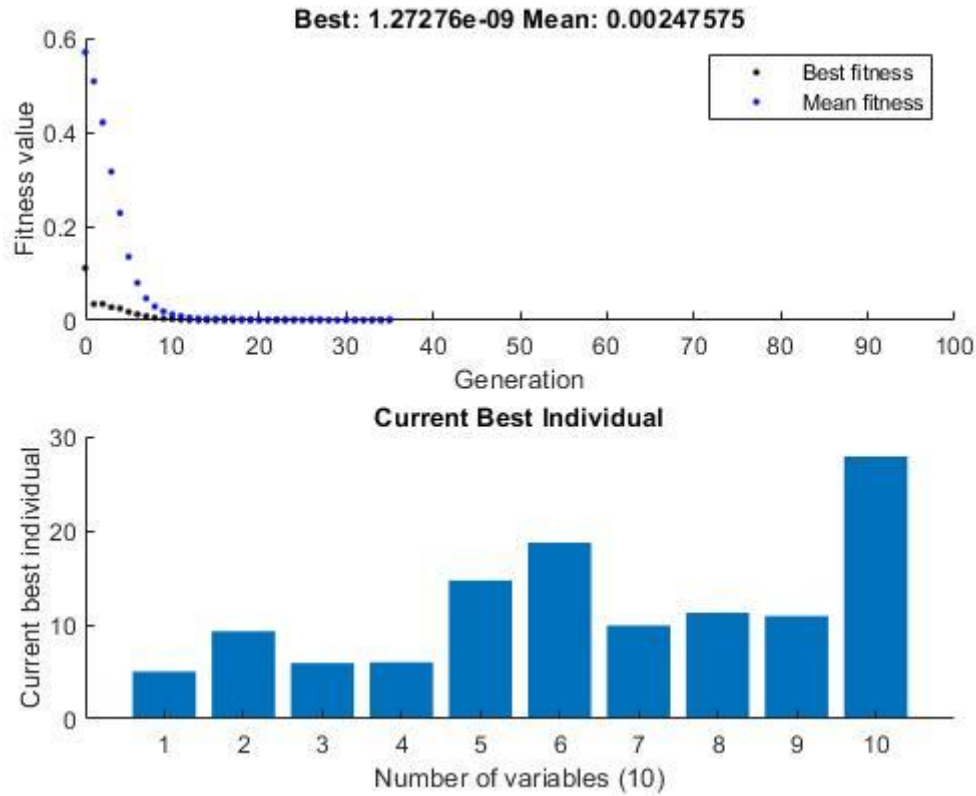 Best: 1.27276e-09 Mean: 0.00247575
0.6
0.4
0.2
0
Fitness value
Best fitness
Mean fitness
0 10 20 30 40 50 60 70 80 90 100
Generation
Current Best Individual
30
20
10
0
Current best individual
1 2 3 4 5 6 7 8 9 10
Number of variables (10)